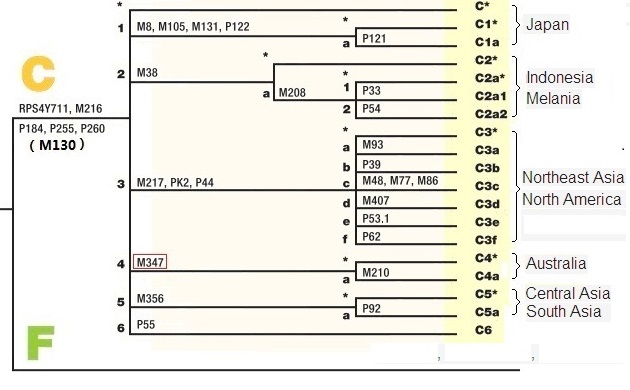 * C*
1 M8, M105, M131, P122 * C1* Japan
a P121 C1a
* C2*
2 M38 * C2a* Indonesia
a M208 1 P33 C2a1 Melania
2 P54 C2a2
C
RPS4Y711, M216
P184, P255, P260
( M130 )
* C3*
a M93 C3a
b P39 C3b Northeast Asia
3 M217, PK2, P44 c M48, M77, M86 C3c
d M407 C3d North America
e P53.1 C3e
f P62 C3f
4 M347 * C4* Australia
a M210 C4a
5 M356 * C5* Central Asia
a P92 C5a South Asia
6 P55 C6
F
, ,